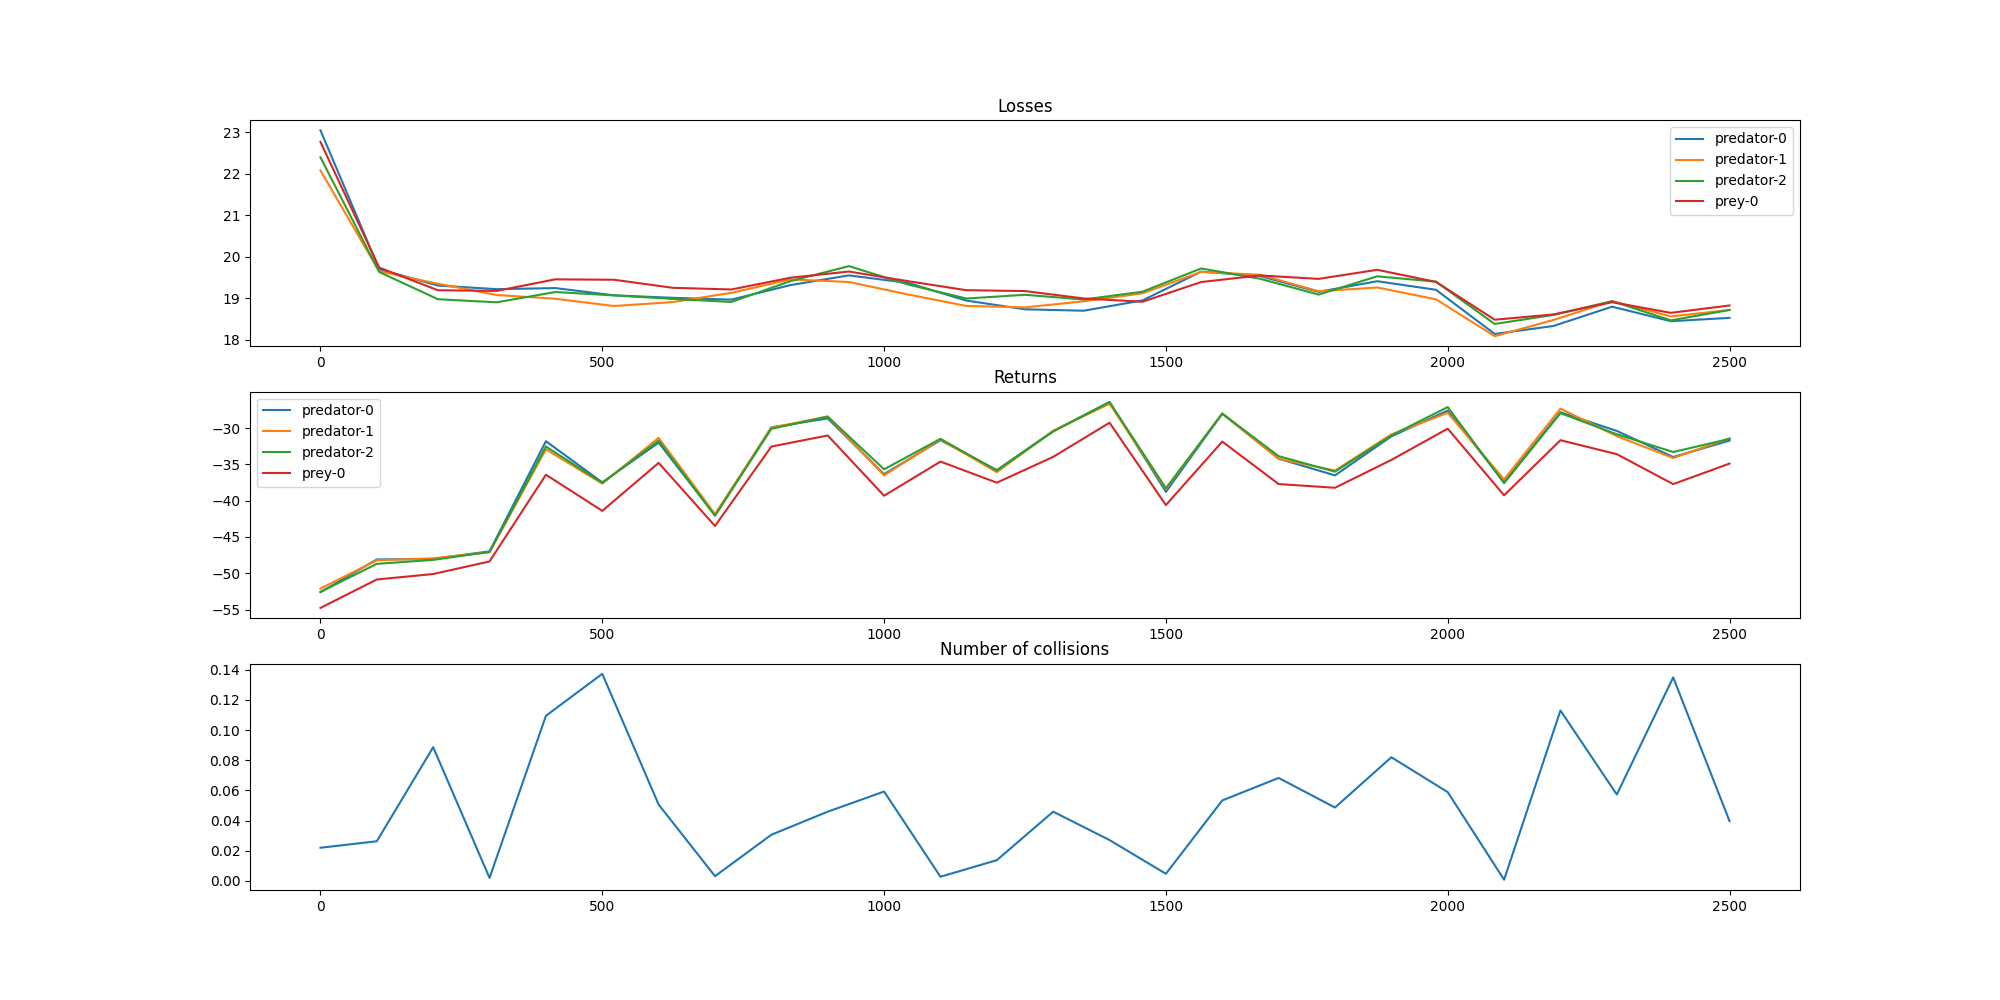 Losses
23
22
21
20
19
18
predator-0
predator-1
predator-2
prey-0
0 500 1000 1500 2000 2500
Returns
−30
−35
−40
−45
−50
−55
predator-0
predator-1
predator-2
prey-0
0 500 1000 1500 2000 2500
Number of collisions
0.14
0.12
0.10
0.08
0.06
0.04
0.02
0.00
0 500 1000 1500 2000 2500